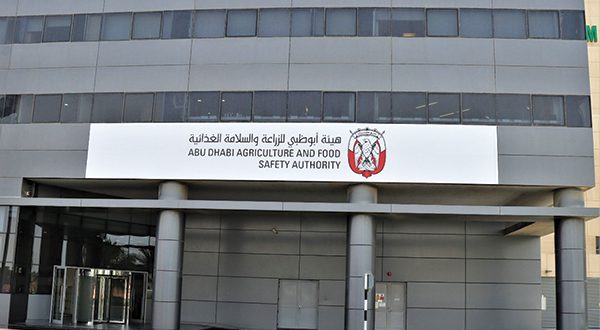 هيئة أبوظبي للزراعة والسلامة الغذائية
ABU DHABI AGRICULTURE AND FOOD
SAFETY AUTHORITY